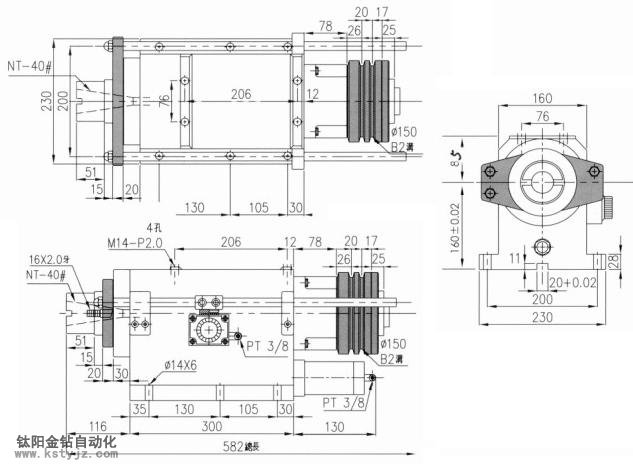 20 17
78 26 25
NT-40#
230 200 76 206 12
ø150
B2溝
51
15 20
130 105 30
160
76
85
160±0.02
11 28
20+0.02
200
230
4孔
M14-P2.0
206 12 78 20 17
26 25
16X2.0牙
NT-40#
51
15
20 30
PT 3/8
ø150
B2溝
ø14X6
PT 3/8
35 130 105 30
116 300 130
582總長
钛阳金钻自动化
www.kstyjz.com